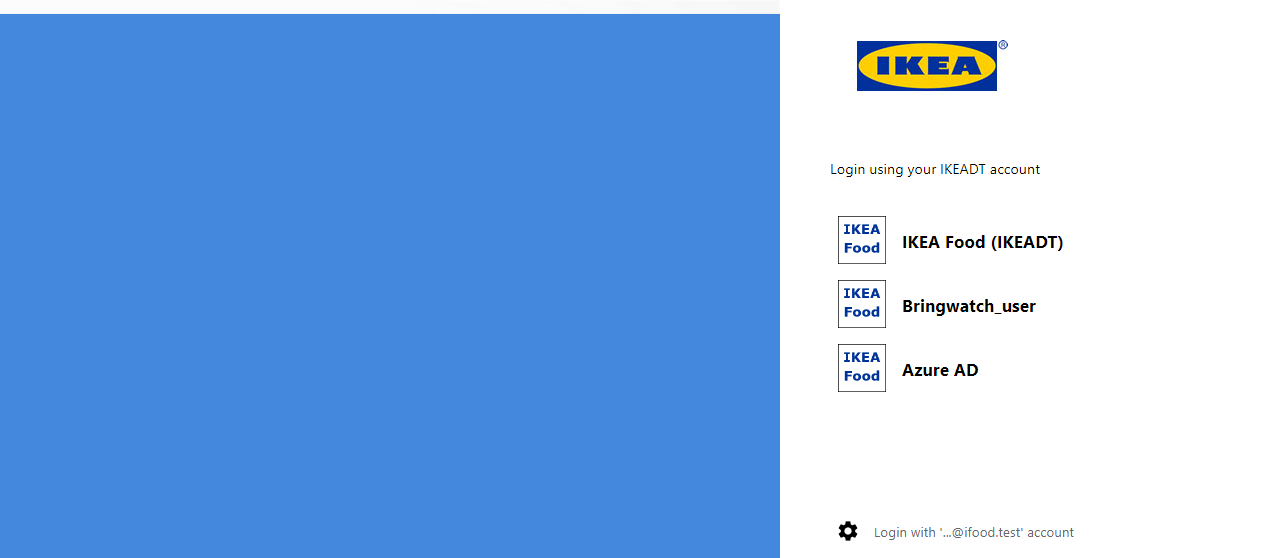 IKEA®
Login using your IKEADT account
IKEA
Food
IKEA Food (IKEADT)
IKEA
Food
Bringwatch_user
IKEA
Food
Azure AD
Login with '...@ifood.test' account